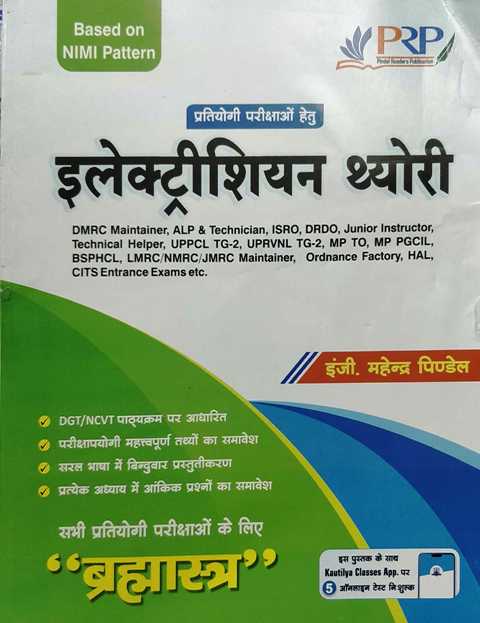 Based on
NIMI Pattern
PRP
Pindel Readers Publication
प्रतियोगी परीक्षाओं हेतु
इलेक्ट्रीशियन थ्योरी
DMRC Maintainer, ALP & Technician, ISRO, DRDO, Junior Instructor,
Technical Helper, UPPCL TG-2, UPRVNL TG-2, MP TO, MP PGCIL,
BSPHCL, LMRC/NMRC/JMRC Maintainer, Ordnance Factory, HAL,
CITS Entrance Exams etc.
इंजी. महेन्द्र पिण्डेल
DGT/NCVT पाठ्यक्रम पर आधारित
परीक्षापयोगी महत्त्वपूर्ण तथ्यों का समावेश
सरल भाषा में बिन्दुवार प्रस्तुतीकरण
प्रत्येक अध्याय में आंकिक प्रश्नों का समावेश
सभी प्रतियोगी परीक्षाओं के लिए
“ब्रह्मास्त्र”
इस पुस्तक के साथ
Kautilya Classes App. पर
5 ऑनलाइन टेस्ट निःशुल्क